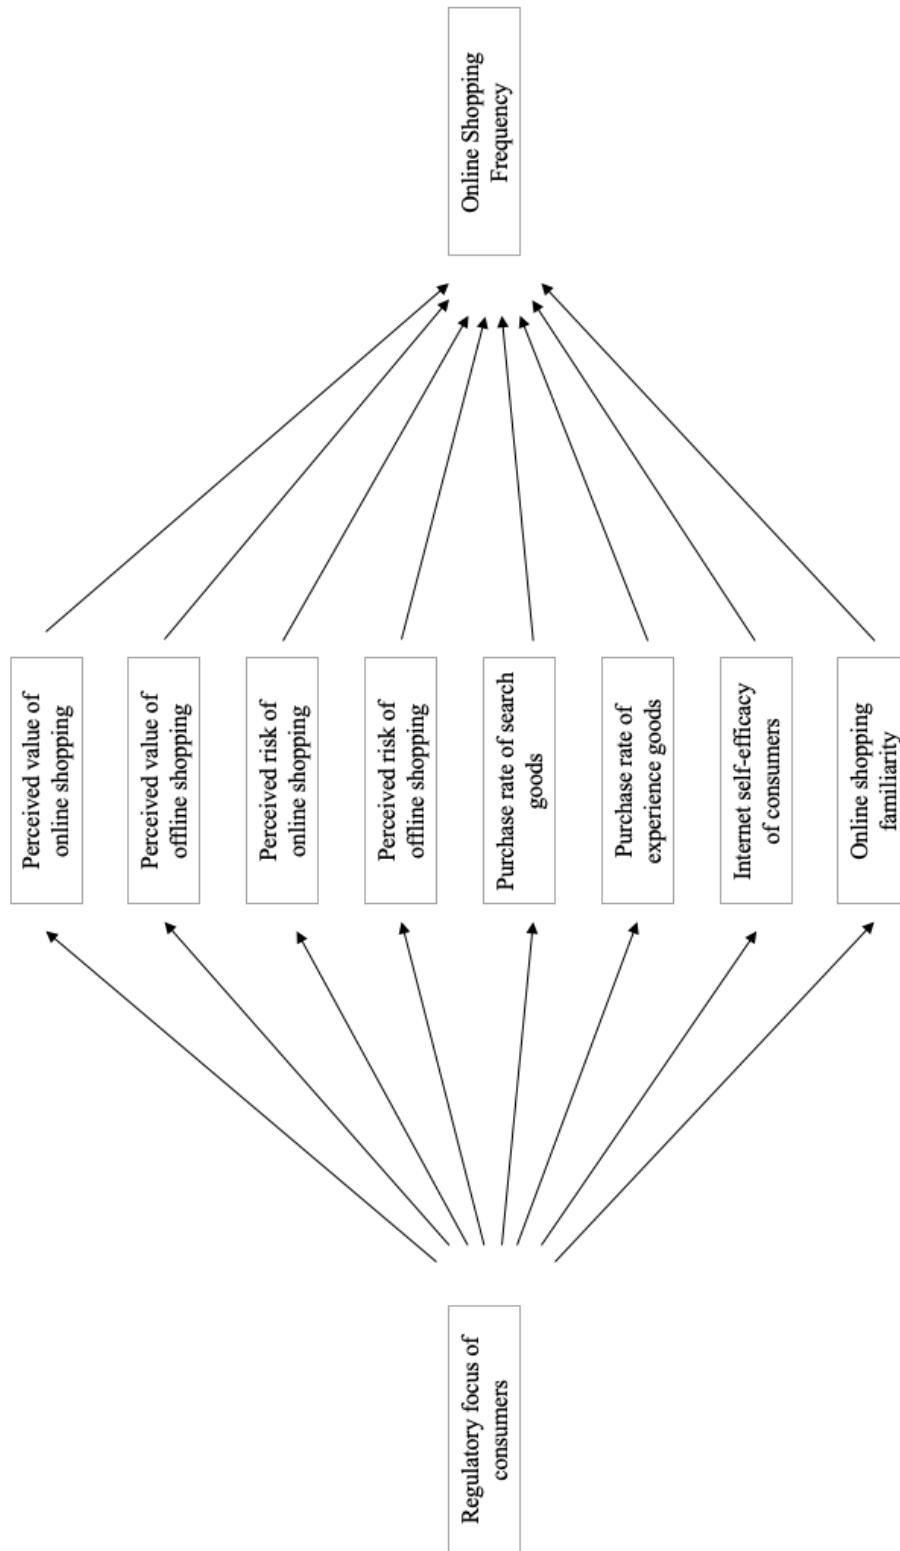 Regulatory focus of
consumers
Perceived value of
online shopping
Perceived value of
offline shopping
Perceived risk of
online shopping
Perceived risk of
offline shopping
Purchase rate of search
goods
Purchase rate of
experience goods
Internet self-efficacy
of consumers
Online shopping
familiarity
Online Shopping
Frequency